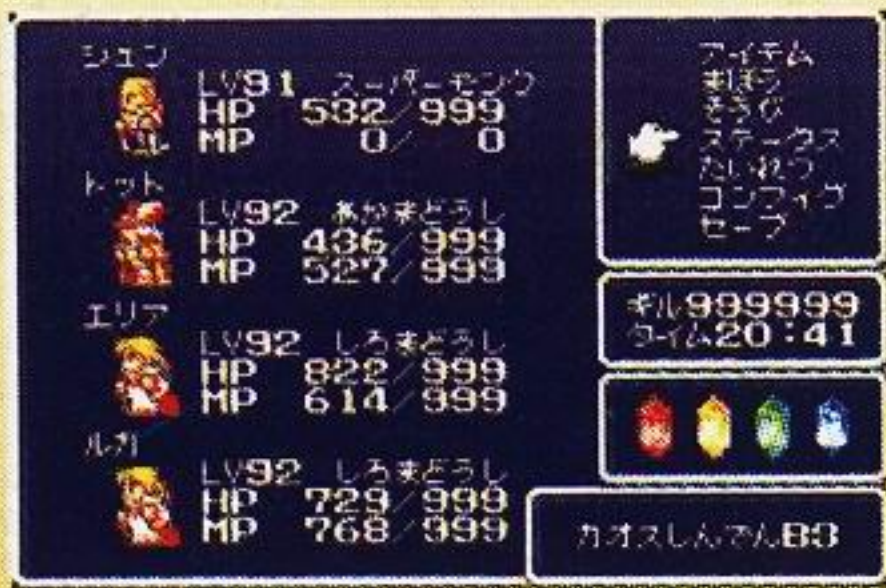 シュン
LV91 スーパーモンク
HP 532/999
MP 0/ 0
トット
LV92 あかまどうし
HP 436/999
MP 527/999
エリア
LV92 しろまどうし
HP 822/999
MP 614/999
ルカ
LV92 しろまどうし
HP 729/999
MP 768/999
アイテム
まほう
そうび
ステータス
たいれつ
コンフィグ
セーブ
ギル999999
タイム20:41
カオスしんでんB3